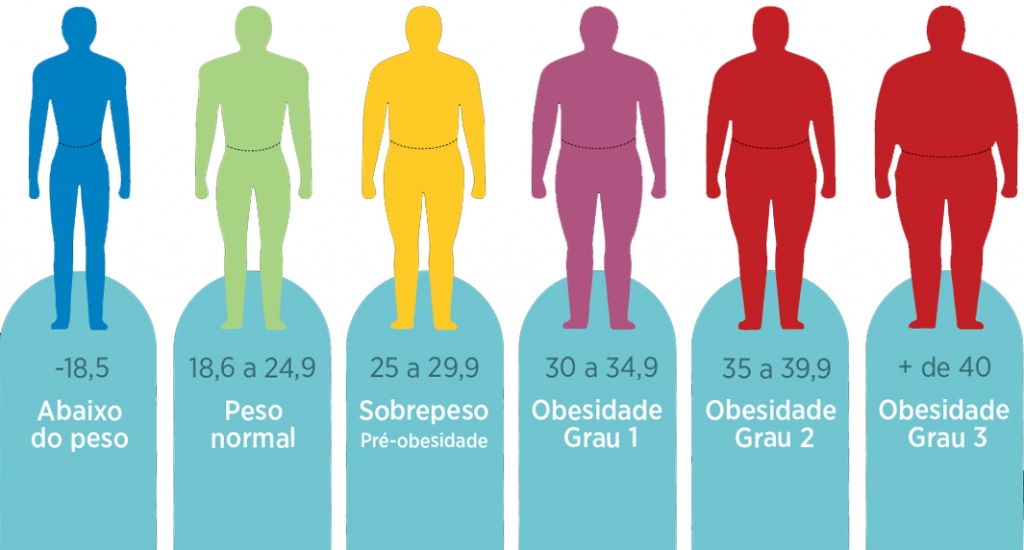 -18,5
Abaixo
do peso
18,6 a 24,9
Peso
normal
25 a 29,9
Sobrepeso
Pré-obesidade
30 a 34,9
Obesidade
Grau 1
35 a 39,9
Obesidade
Grau 2
+ de 40
Obesidade
Grau 3